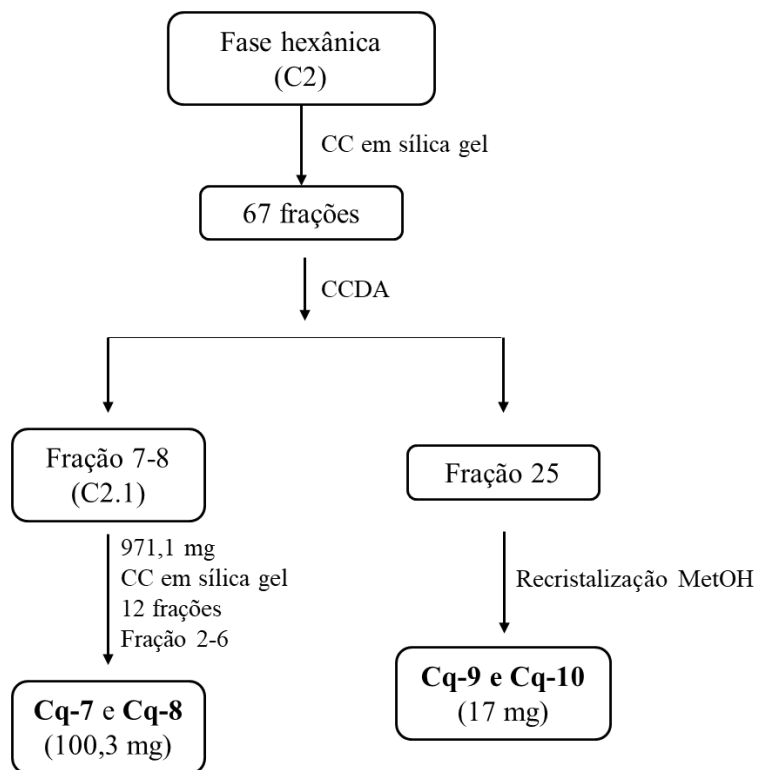 Fase hexânica
(C2)
CC em sílica gel
67 frações
CCDA
Fração 7-8
(C2.1)
971,1 mg
CC em sílica gel
12 frações
Fração 2-6
Cq-7 e Cq-8
(100,3 mg)
Fração 25
Recristalização MetOH
Cq-9 e Cq-10
(17 mg)